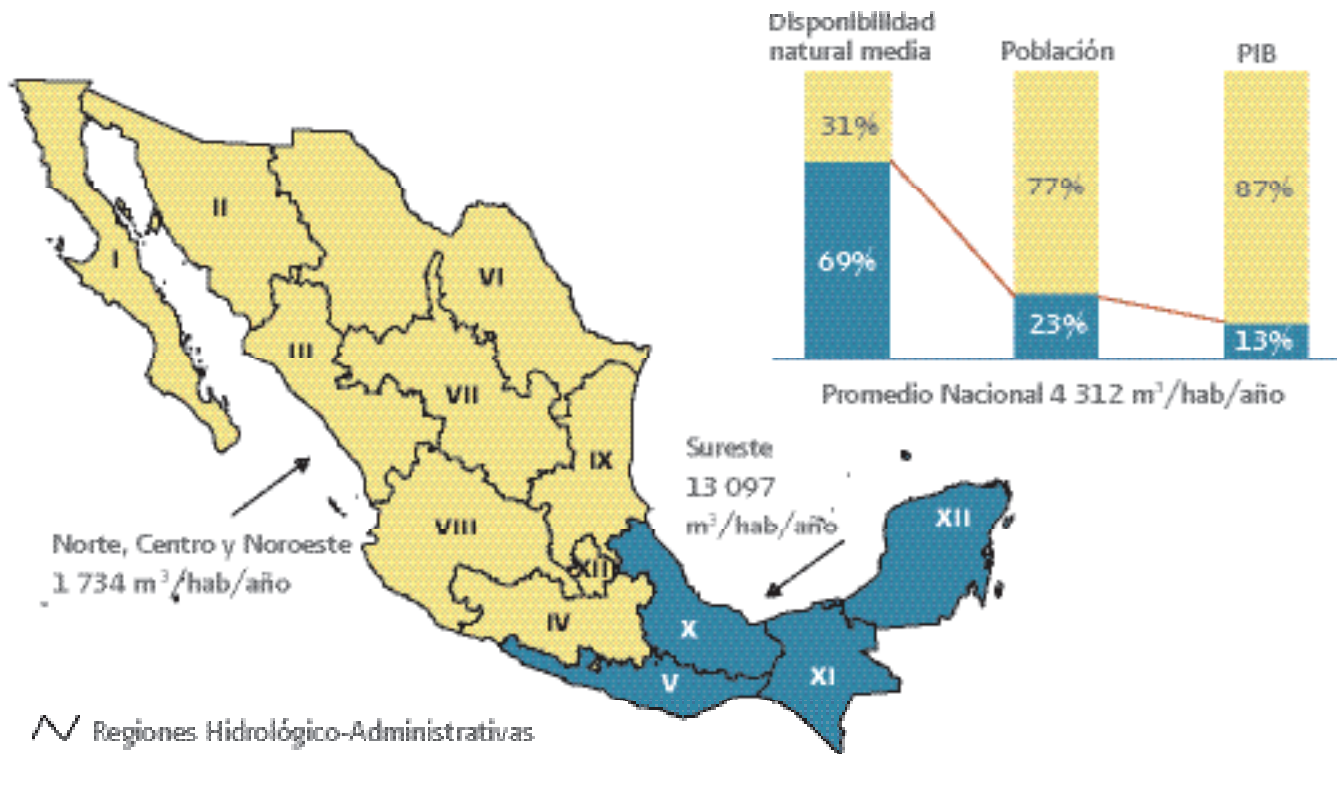 Disponibilidad
natural media
Población
PIB
31%
77%
87%
69%
23%
13%
Promedio Nacional 4 312 m³/hab/año
I
II
III
VI
VII
IX
VIII
XII
IV
X
V
XI
XII
Sureste
13 097
m³/hab/año
Norte, Centro y Noroeste
1 734 m³/hab/año
Regiones Hidrológico-Administrativas